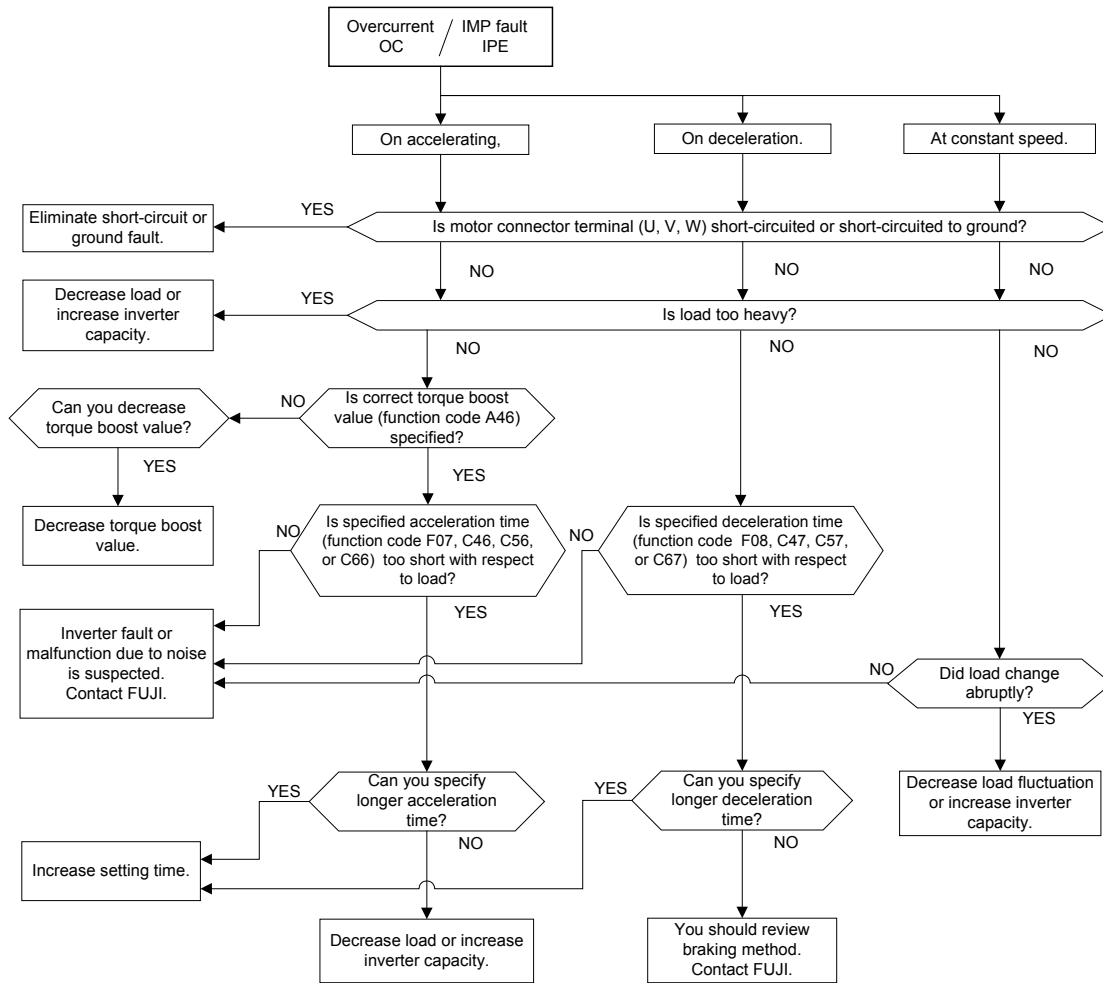 Overcurrent / IMP fault
OC IPE
On accelerating,
On deceleration.
At constant speed.
YES
Eliminate short-circuit or
ground fault.
Is motor connector terminal (U, V, W) short-circuited or short-circuited to ground?
NO
NO
NO
YES
Decrease load or
increase inverter
capacity.
Is load too heavy?
NO
NO
NO
Can you decrease
torque boost value?
NO
Is correct torque boost
value (function code A46)
specified?
YES
YES
Decrease torque boost
value.
NO
Is specified acceleration time
(function code F07, C46, C56,
or C66) too short with respect
to load?
NO
Is specified deceleration time
(function code F08, C47, C57,
or C67) too short with respect
to load?
YES
YES
Inverter fault or
malfunction due to noise
is suspected.
Contact FUJI.
NO
Did load change
abruptly?
YES
YES
Can you specify
longer acceleration
time?
YES
Can you specify
longer deceleration
time?
Decrease load fluctuation
or increase inverter
capacity.
NO
NO
Increase setting time.
Decrease load or increase
inverter capacity.
You should review
braking method.
Contact FUJI.